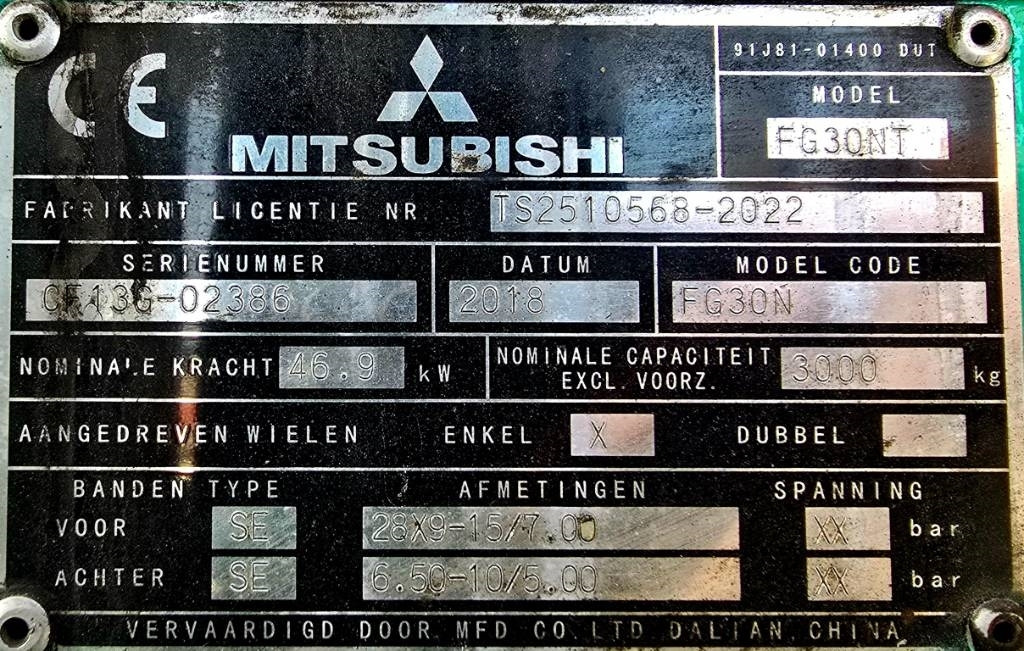 CE
91J81-01400 DUT
MITSUBISHI
MODEL
FG30NT
FABRIKANT LICENTIE NR. TS2510568-2022
SERIENUMMER DATUM MODEL CODE
CF13G-02386 2018 FG30N
NOMINALE KRACHT 46.9 kW NOMINALE CAPACITEIT EXCL. VOORZ. 3000 kg
AANGEDREVEN WIELEN ENKEL X DUBBEL
BANDEN TYPE AFMETINGEN SPANNING
VOOR SE 28X9-15/7.00 XX bar
ACHTER SE 6.50-10/5.00 XX bar
VERVAARDIGD DOOR MFD CO. LTD. DALIAN, CHINA